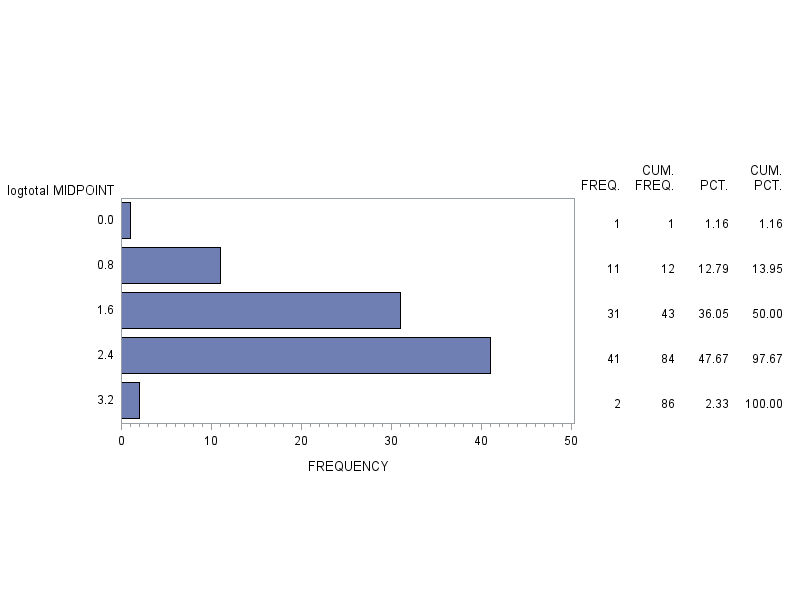 CUM. CUM.
logtotal MIDPOINT FREQ. FREQ. PCT. PCT.
0.0 1 1 1.16 1.16
0.8 11 12 12.79 13.95
1.6 31 43 36.05 50.00
2.4 41 84 47.67 97.67
3.2 2 86 2.33 100.00
0 10 20 30 40 50
FREQUENCY